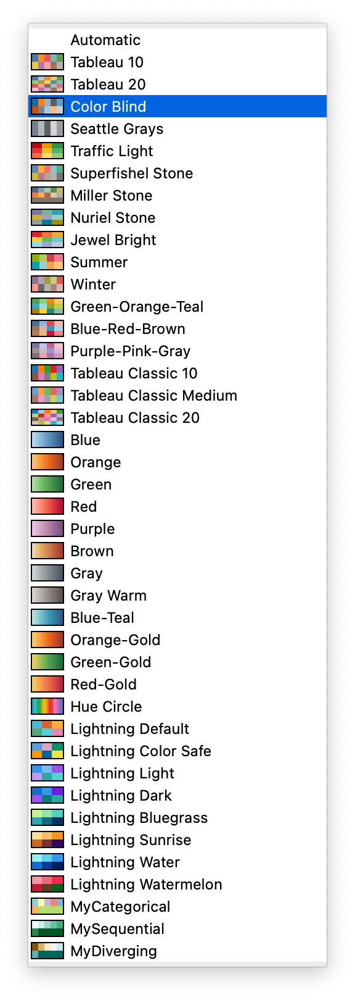 Automatic
Tableau 10
Tableau 20
Color Blind
Seattle Grays
Traffic Light
Superfishel Stone
Miller Stone
Nuriel Stone
Jewel Bright
Summer
Winter
Green-Orange-Teal
Blue-Red-Brown
Purple-Pink-Gray
Tableau Classic 10
Tableau Classic Medium
Tableau Classic 20
Blue
Orange
Green
Red
Purple
Brown
Gray
Gray Warm
Blue-Teal
Orange-Gold
Green-Gold
Red-Gold
Hue Circle
Lightning Default
Lightning Color Safe
Lightning Light
Lightning Dark
Lightning Bluegrass
Lightning Sunrise
Lightning Water
Lightning Watermelon
MyCategorical
MySequential
MyDiverging